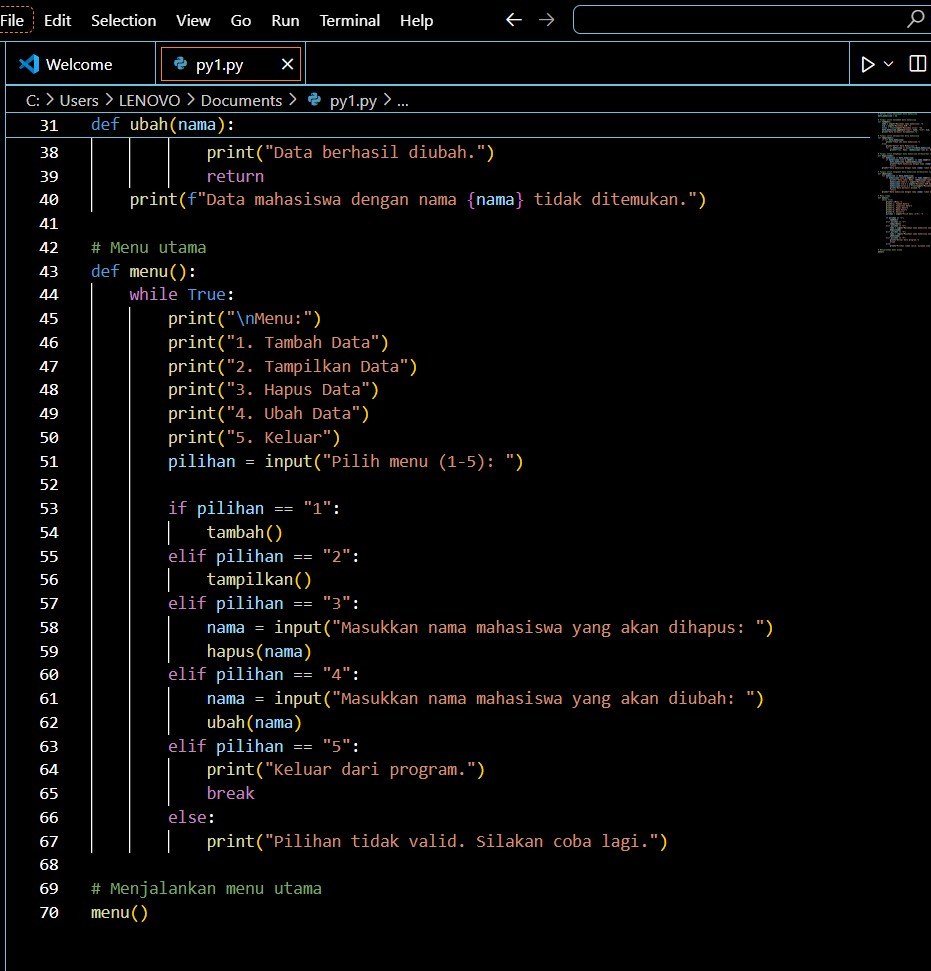 File Edit Selection View Go Run Terminal Help
Welcome py1.py
C: > Users > LENOVO > Documents > py1.py > ...
31 def ubah(nama):
38 print("Data berhasil diubah.")
39 return
40 print(f"Data mahasiswa dengan nama {nama} tidak ditemukan.")
41
42 # Menu utama
43 def menu():
44 while True:
45 print("\nMenu:")
46 print("1. Tambah Data")
47 print("2. Tampilkan Data")
48 print("3. Hapus Data")
49 print("4. Ubah Data")
50 print("5. Keluar")
51 pilihan = input("Pilih menu (1-5): ")
52
53 if pilihan == "1":
54 tambah()
55 elif pilihan == "2":
56 tampilkan()
57 elif pilihan == "3":
58 nama = input("Masukkan nama mahasiswa yang akan dihapus: ")
59 hapus(nama)
60 elif pilihan == "4":
61 nama = input("Masukkan nama mahasiswa yang akan diubah: ")
62 ubah(nama)
63 elif pilihan == "5":
64 print("Keluar dari program.")
65 break
66 else:
67 print("Pilihan tidak valid. Silakan coba lagi.")
68
69 # Menjalankan menu utama
70 menu()